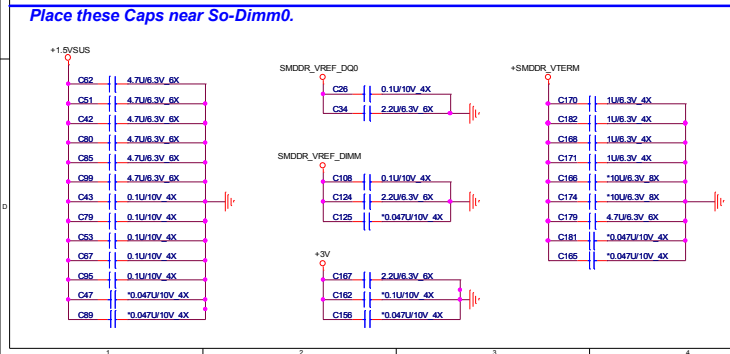 Place these Caps near So-Dimm0.
+1.5VSUS
C62 4.7U/6.3V_6X
C51 4.7U/6.3V_6X
C42 4.7U/6.3V_6X
C80 4.7U/6.3V_6X
C85 4.7U/6.3V_6X
C99 4.7U/6.3V_6X
C43 0.1U/10V_4X
C79 0.1U/10V_4X
C53 0.1U/10V_4X
C67 0.1U/10V_4X
C95 0.1U/10V_4X
C47 *0.047U/10V_4X
C89 *0.047U/10V_4X
SMDDR_VREF_DQ0
C26 0.1U/10V_4X
C34 2.2U/6.3V_6X
SMDDR_VREF_DIMM
C108 0.1U/10V_4X
C124 2.2U/6.3V_6X
C125 *0.047U/10V_4X
+3V
C167 2.2U/6.3V_6X
C162 *0.1U/10V_4X
C156 *0.047U/10V_4X
+SMDDR_VTERM
C170 1U/6.3V_4X
C182 1U/6.3V_4X
C168 1U/6.3V_4X
C171 1U/6.3V_4X
C166 *10U/6.3V_8X
C174 *10U/6.3V_8X
C179 4.7U/6.3V_6X
C181 *0.047U/10V_4X
C165 *0.047U/10V_4X
D
1 2 3 4